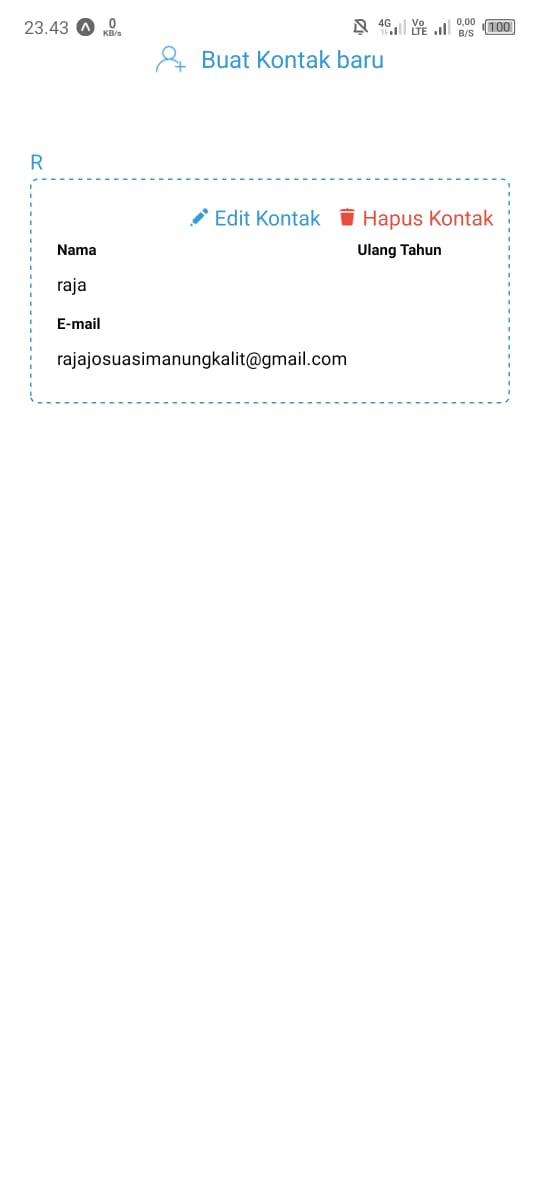 23.43 0 KB/s 4G Vo LTE 0,00 B/S 100
Buat Kontak baru
R
Edit Kontak Hapus Kontak
Nama Ulang Tahun
raja
E-mail
rajajosuasimanungkalit@gmail.com